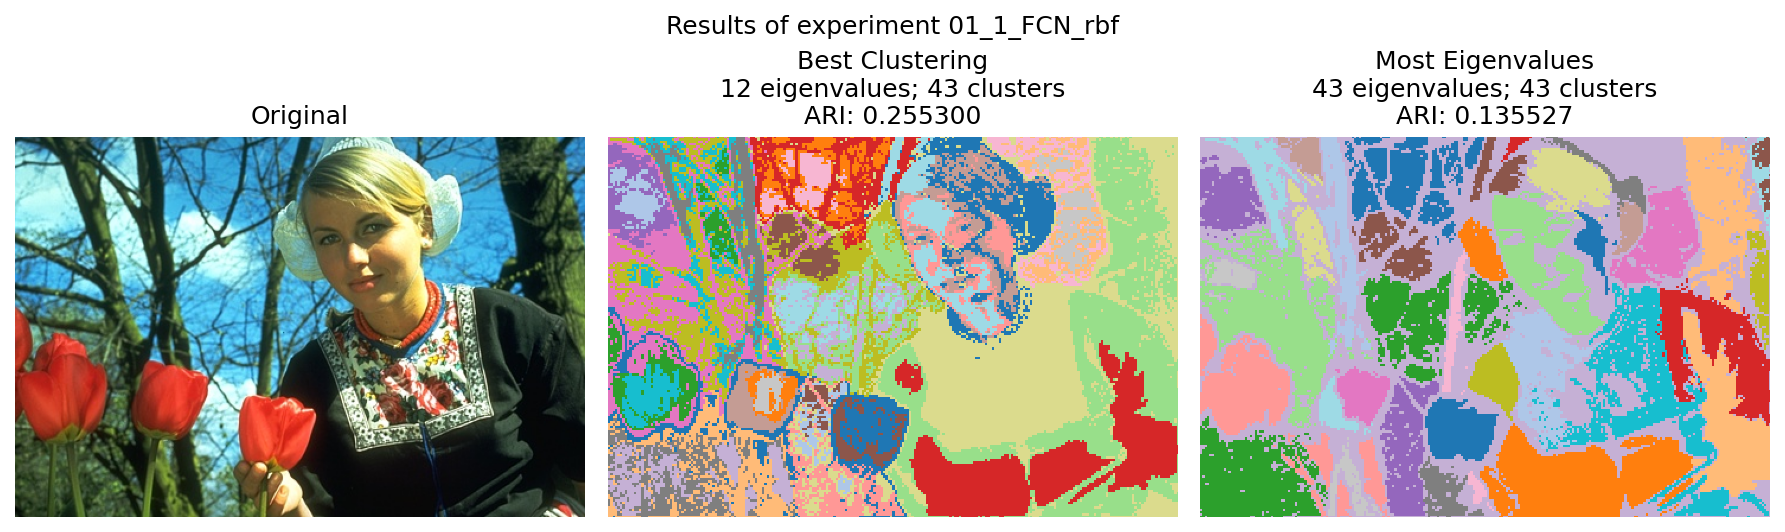 Results of experiment 01_1_FCN_rbf
Original
Best Clustering
12 eigenvalues; 43 clusters
ARI: 0.255300
Most Eigenvalues
43 eigenvalues; 43 clusters
ARI: 0.135527